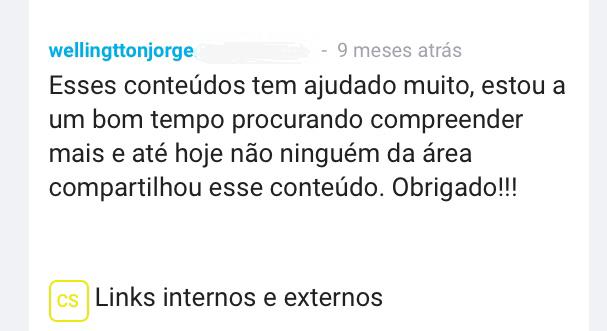 wellingttonjorge - 9 meses atrás
Esses conteúdos tem ajudado muito, estou a
um bom tempo procurando compreender
mais e até hoje não ninguém da área
compartilhou esse conteúdo. Obrigado!!!
CS Links internos e externos